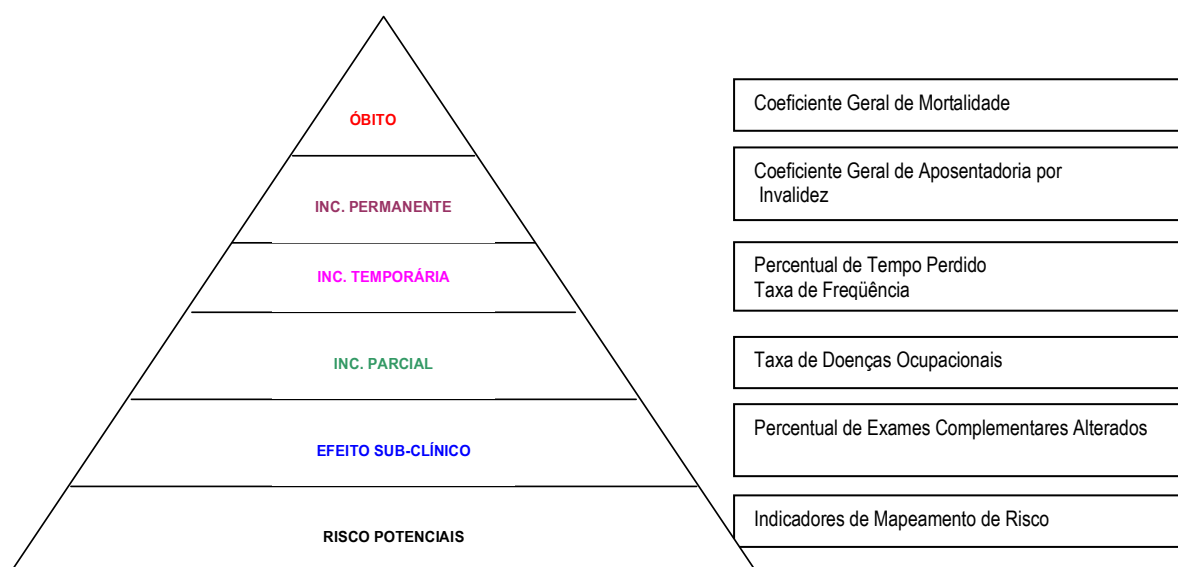 ÓBITO
Coeficiente Geral de Mortalidade
INC. PERMANENTE
Coeficiente Geral de Aposentadoria por
Invalidez
INC. TEMPORÁRIA
Percentual de Tempo Perdido
Taxa de Freqüência
INC. PARCIAL
Taxa de Doenças Ocupacionais
EFEITO SUB-CLÍNICO
Percentual de Exames Complementares Alterados
RISCO POTENCIAIS
Indicadores de Mapeamento de Risco